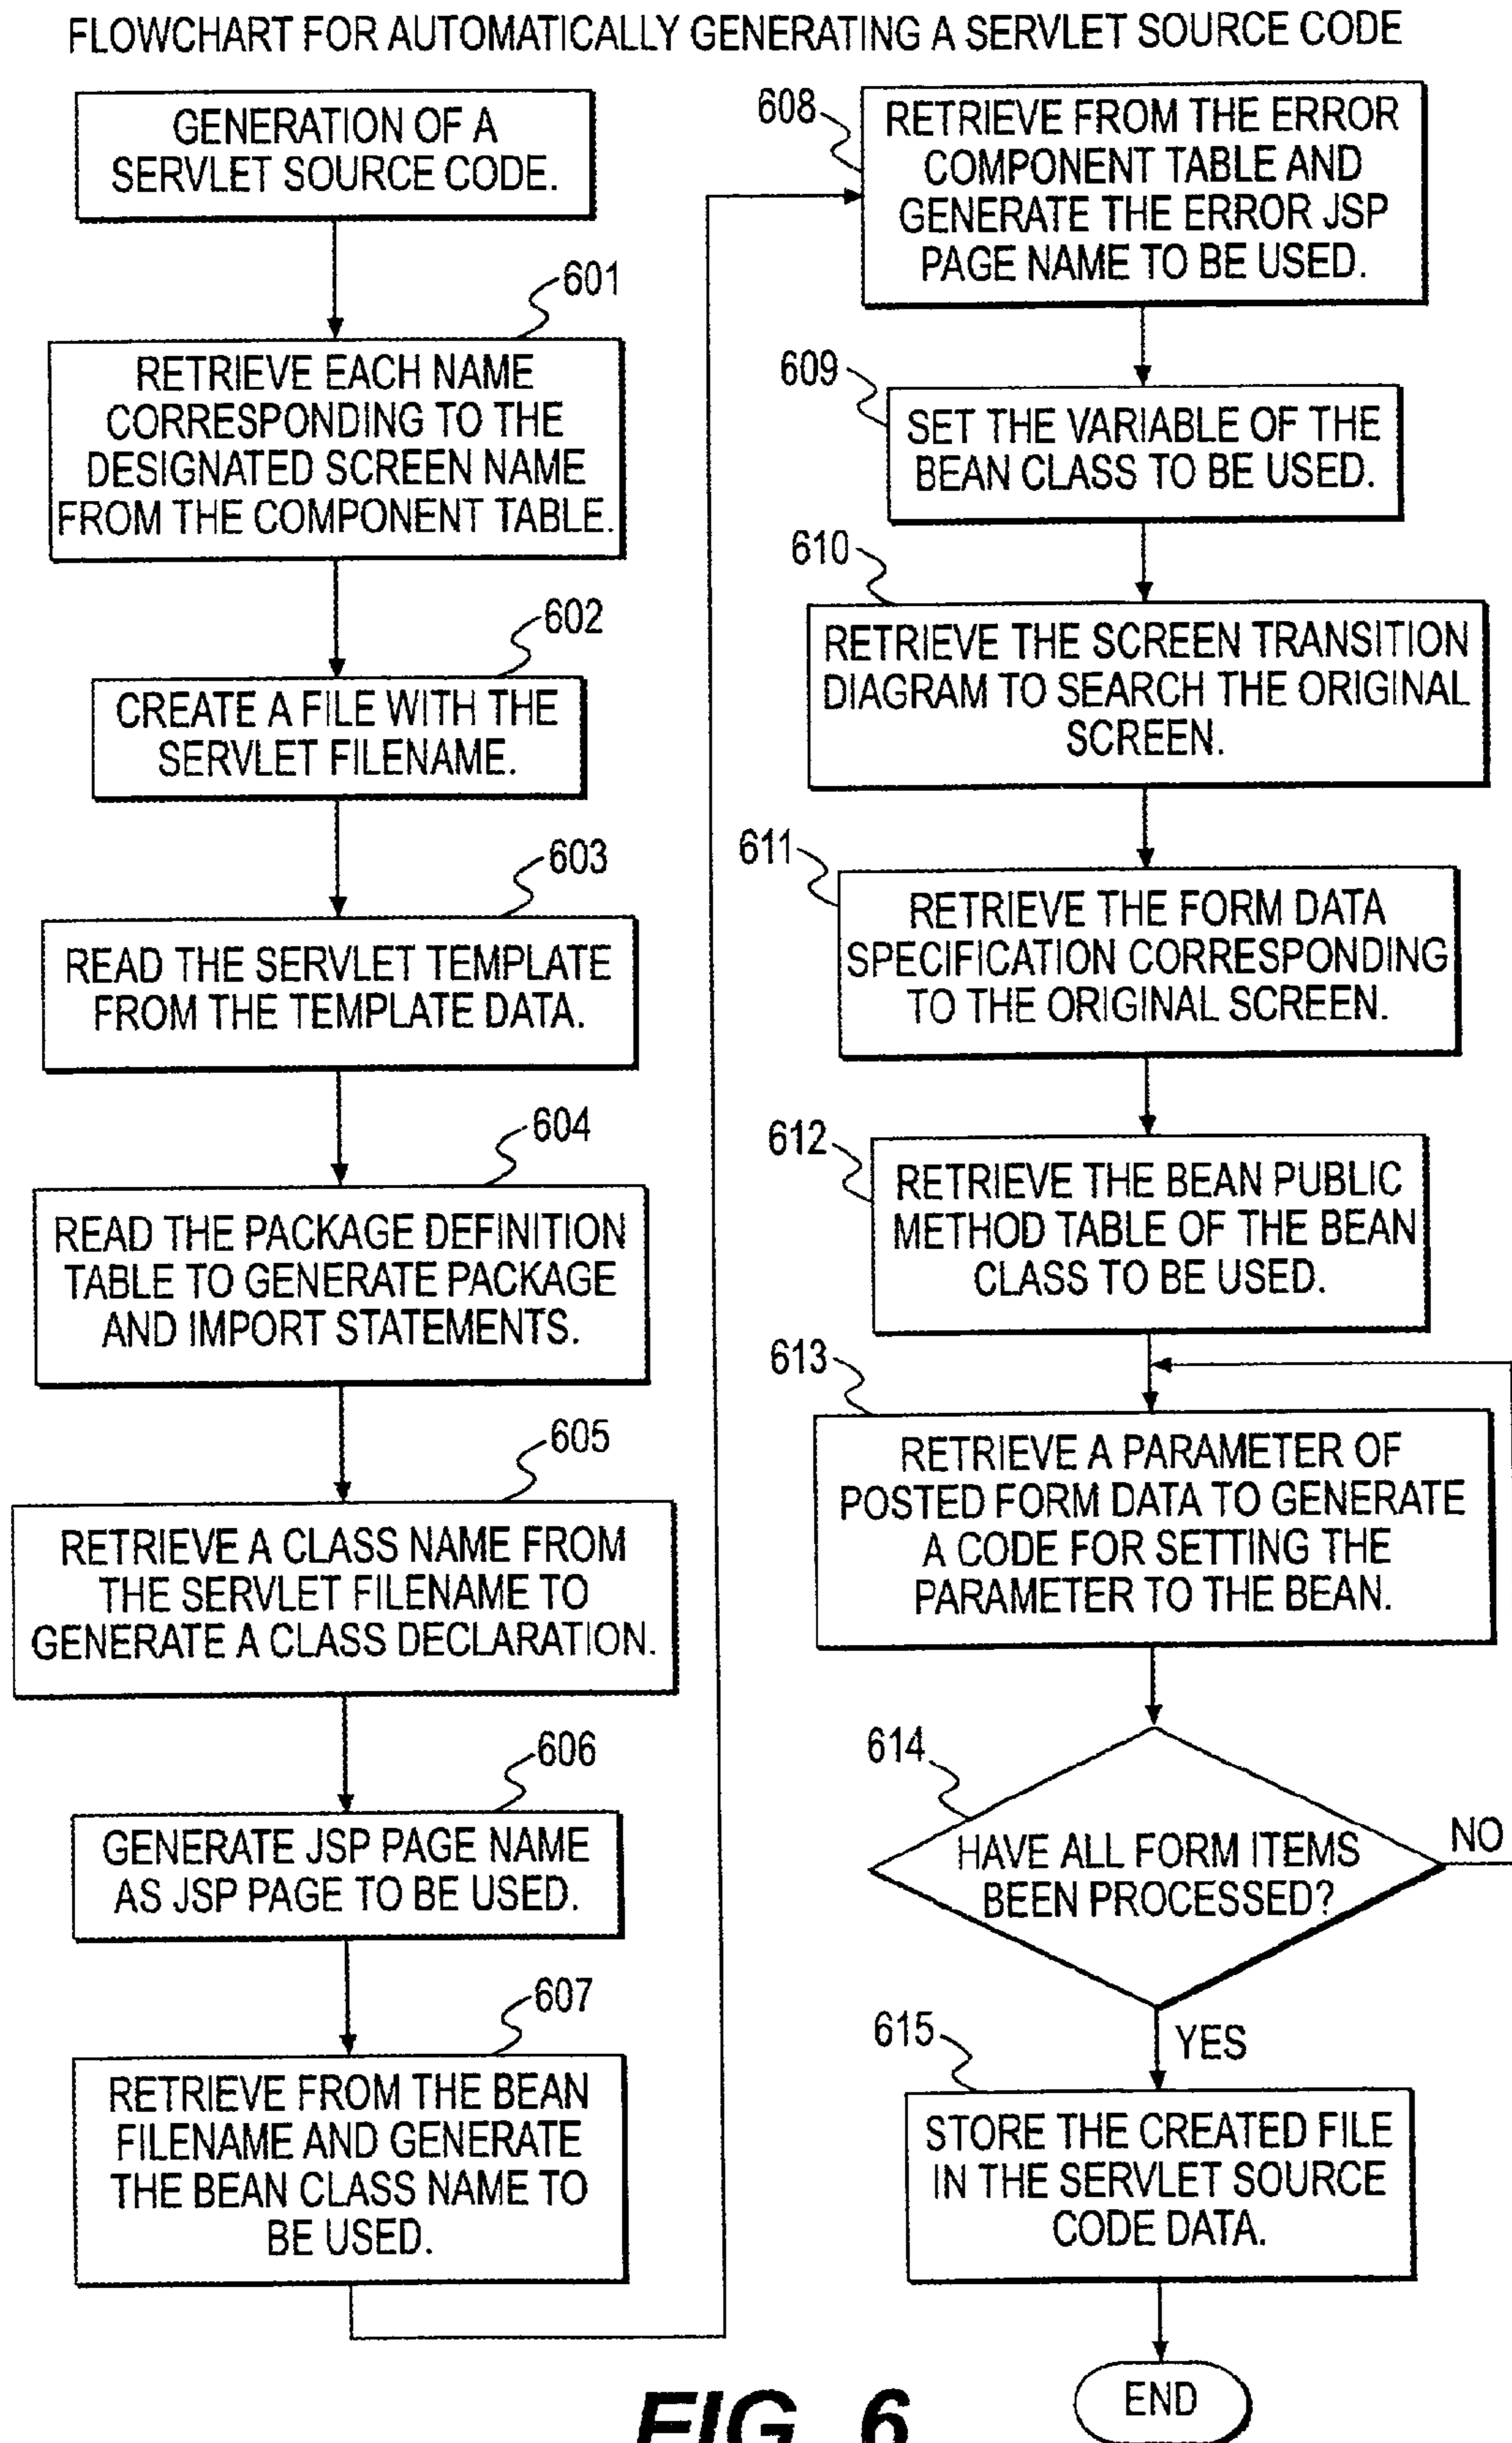 FLOWCHART FOR AUTOMATICALLY GENERATING A SERVLET SOURCE CODE
GENERATION OF A
SERVLET SOURCE CODE.
601
RETRIEVE EACH NAME
CORRESPONDING TO THE
DESIGNATED SCREEN NAME
FROM THE COMPONENT TABLE.
602
CREATE A FILE WITH THE
SERVLET FILENAME.
603
READ THE SERVLET TEMPLATE
FROM THE TEMPLATE DATA.
604
READ THE PACKAGE DEFINITION
TABLE TO GENERATE PACKAGE
AND IMPORT STATEMENTS.
605
RETRIEVE A CLASS NAME FROM
THE SERVLET FILENAME TO
GENERATE A CLASS DECLARATION.
606
GENERATE JSP PAGE NAME
AS JSP PAGE TO BE USED.
607
RETRIEVE FROM THE BEAN
FILENAME AND GENERATE
THE BEAN CLASS NAME TO
BE USED.
608
RETRIEVE FROM THE ERROR
COMPONENT TABLE AND
GENERATE THE ERROR JSP
PAGE NAME TO BE USED.
609
SET THE VARIABLE OF THE
BEAN CLASS TO BE USED.
610
RETRIEVE THE SCREEN TRANSITION
DIAGRAM TO SEARCH THE ORIGINAL
SCREEN.
611
RETRIEVE THE FORM DATA
SPECIFICATION CORRESPONDING
TO THE ORIGINAL SCREEN.
612
RETRIEVE THE BEAN PUBLIC
METHOD TABLE OF THE BEAN
CLASS TO BE USED.
613
RETRIEVE A PARAMETER OF
POSTED FORM DATA TO GENERATE
A CODE FOR SETTING THE
PARAMETER TO THE BEAN.
614
HAVE ALL FORM ITEMS
BEEN PROCESSED?
NO
YES
615
STORE THE CREATED FILE
IN THE SERVLET SOURCE
CODE DATA.
END
FIG. 6